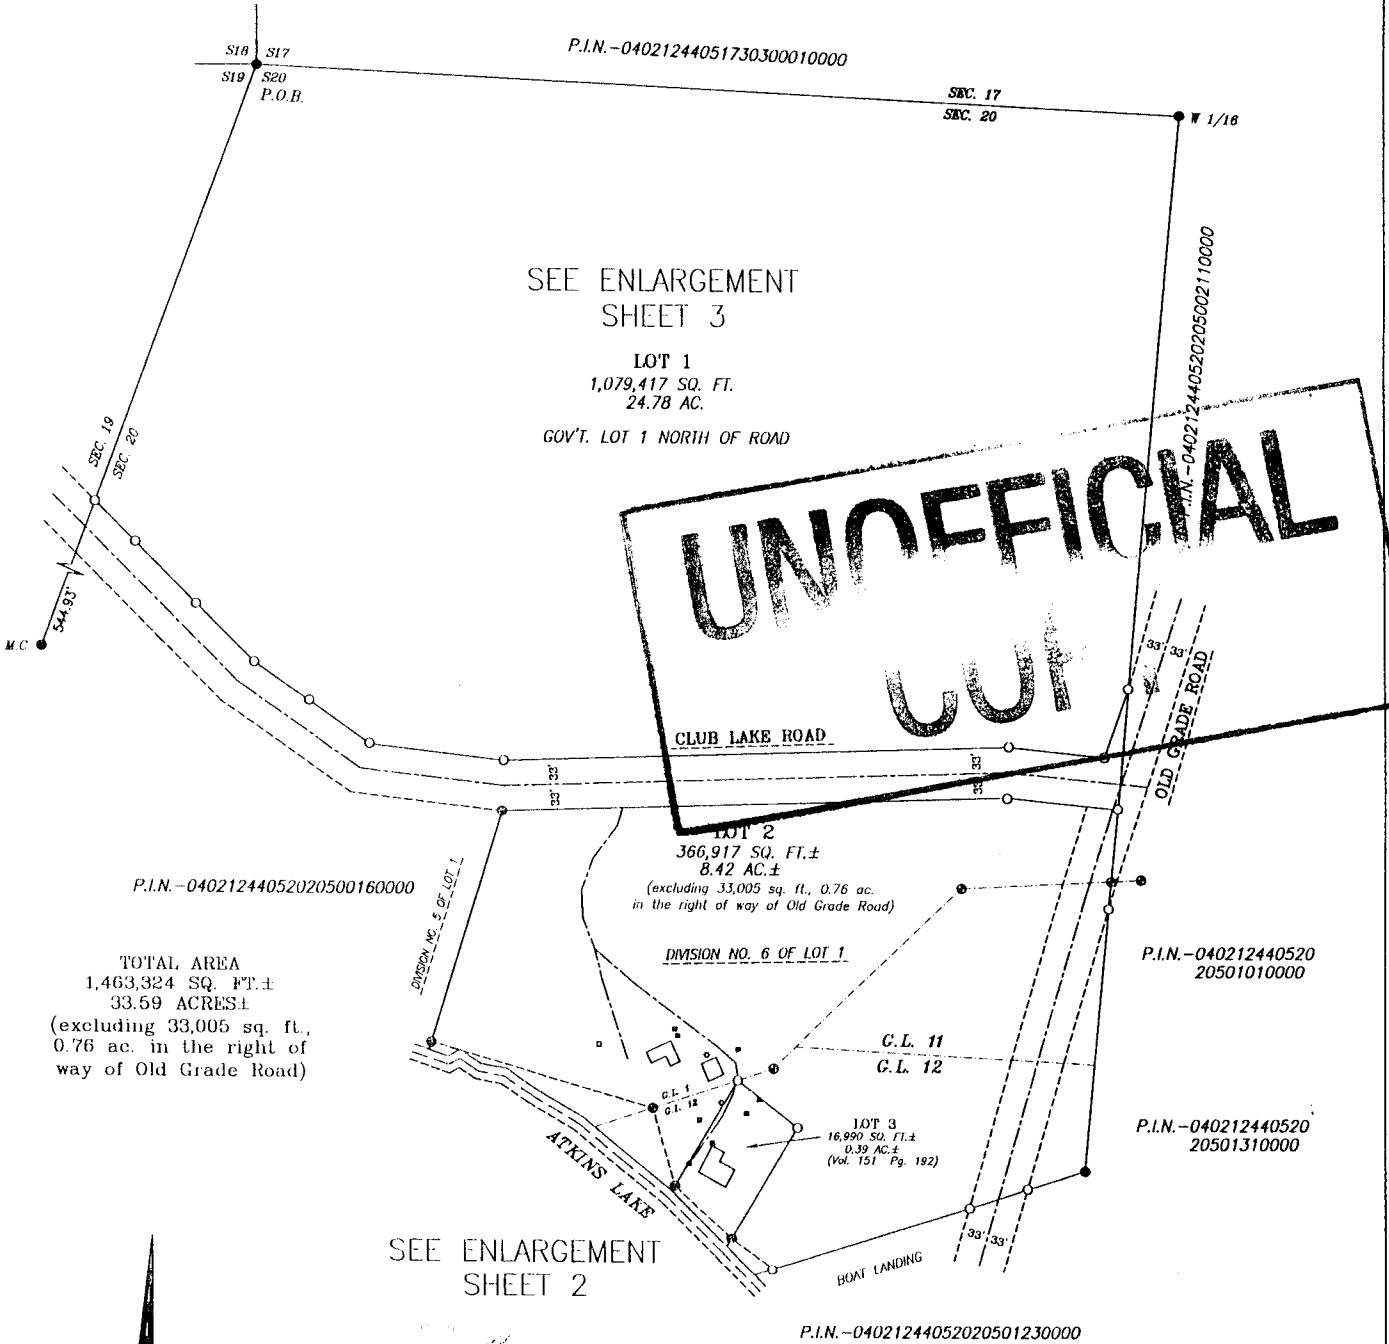 S18 S17
S19 S20
P.O.B.
P.I.N.-04021244051730300010000
SEC. 17
SEC. 20
W 1/16
SEE ENLARGEMENT
SHEET 3
LOT 1
1,079,417 SQ. FT.
24.78 AC.
GOV'T. LOT 1 NORTH OF ROAD
P.I.N.-040212440520205002110000
SEC. 19
SEC. 20
544.93'
M.C
UNOFFICIAL
33' 33'
OLD GRADE ROAD
CLUB LAKE ROAD
33' 33'
33'
33'
LOT 2
366,917 SQ. FT.±
8.42 AC.±
(excluding 33,005 sq. ft., 0.76 ac.
in the right of way of Old Grade Road)
P.I.N.-04021244052020500160000
DIVISION NO. 5 OF LOT 1
DIVISION NO. 6 OF LOT 1
TOTAL AREA
1,463,324 SQ. FT.±
33.59 ACRES±
(excluding 33,005 sq. ft.,
0.76 ac. in the right of
way of Old Grade Road)
P.I.N.-040212440520
20501010000
G.L. 11
G.L. 12
G.L. 1
G.L. 12
LOT 3
16,990 SQ. FT.±
0.39 AC.±
(Vol. 151 Pg. 192)
P.I.N.-040212440520
20501310000
ATKINS LAKE
33' 33'
SEE ENLARGEMENT
SHEET 2
BOAT LANDING
P.I.N.-04021244052020501230000